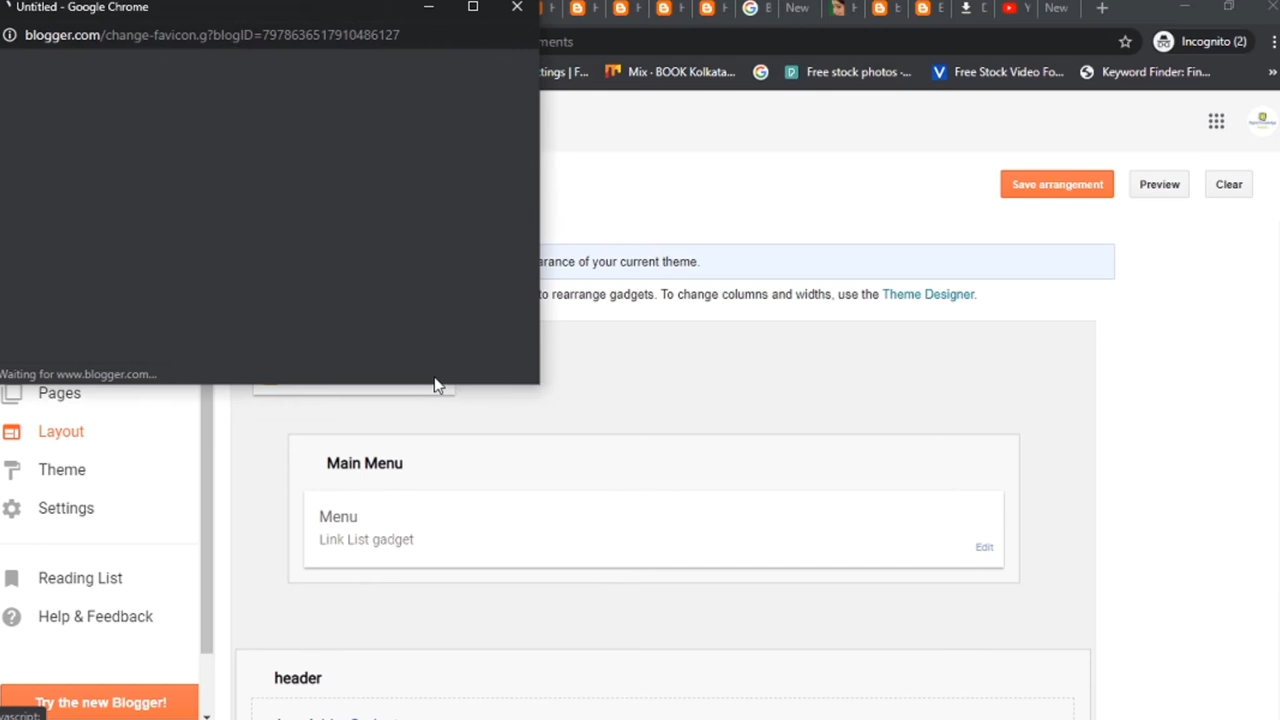 Untitled - Google Chrome
New
New
blogger.com/change-favicon.g?blogID=7978636517910486127
ments
Incognito (2)
tings | F...
Mix - BOOK Kolkata...
Free stock photos -...
Free Stock Video Fo...
Keyword Finder: Fin...
»
Save arrangement
Preview
Clear
arance of your current theme.
to rearrange gadgets. To change columns and widths, use the Theme Designer.
Waiting for www.blogger.com...
Pages
Layout
Theme
Settings
Reading List
Help & Feedback
Try the new Blogger!
Main Menu
Menu
Link List gadget
Edit
header